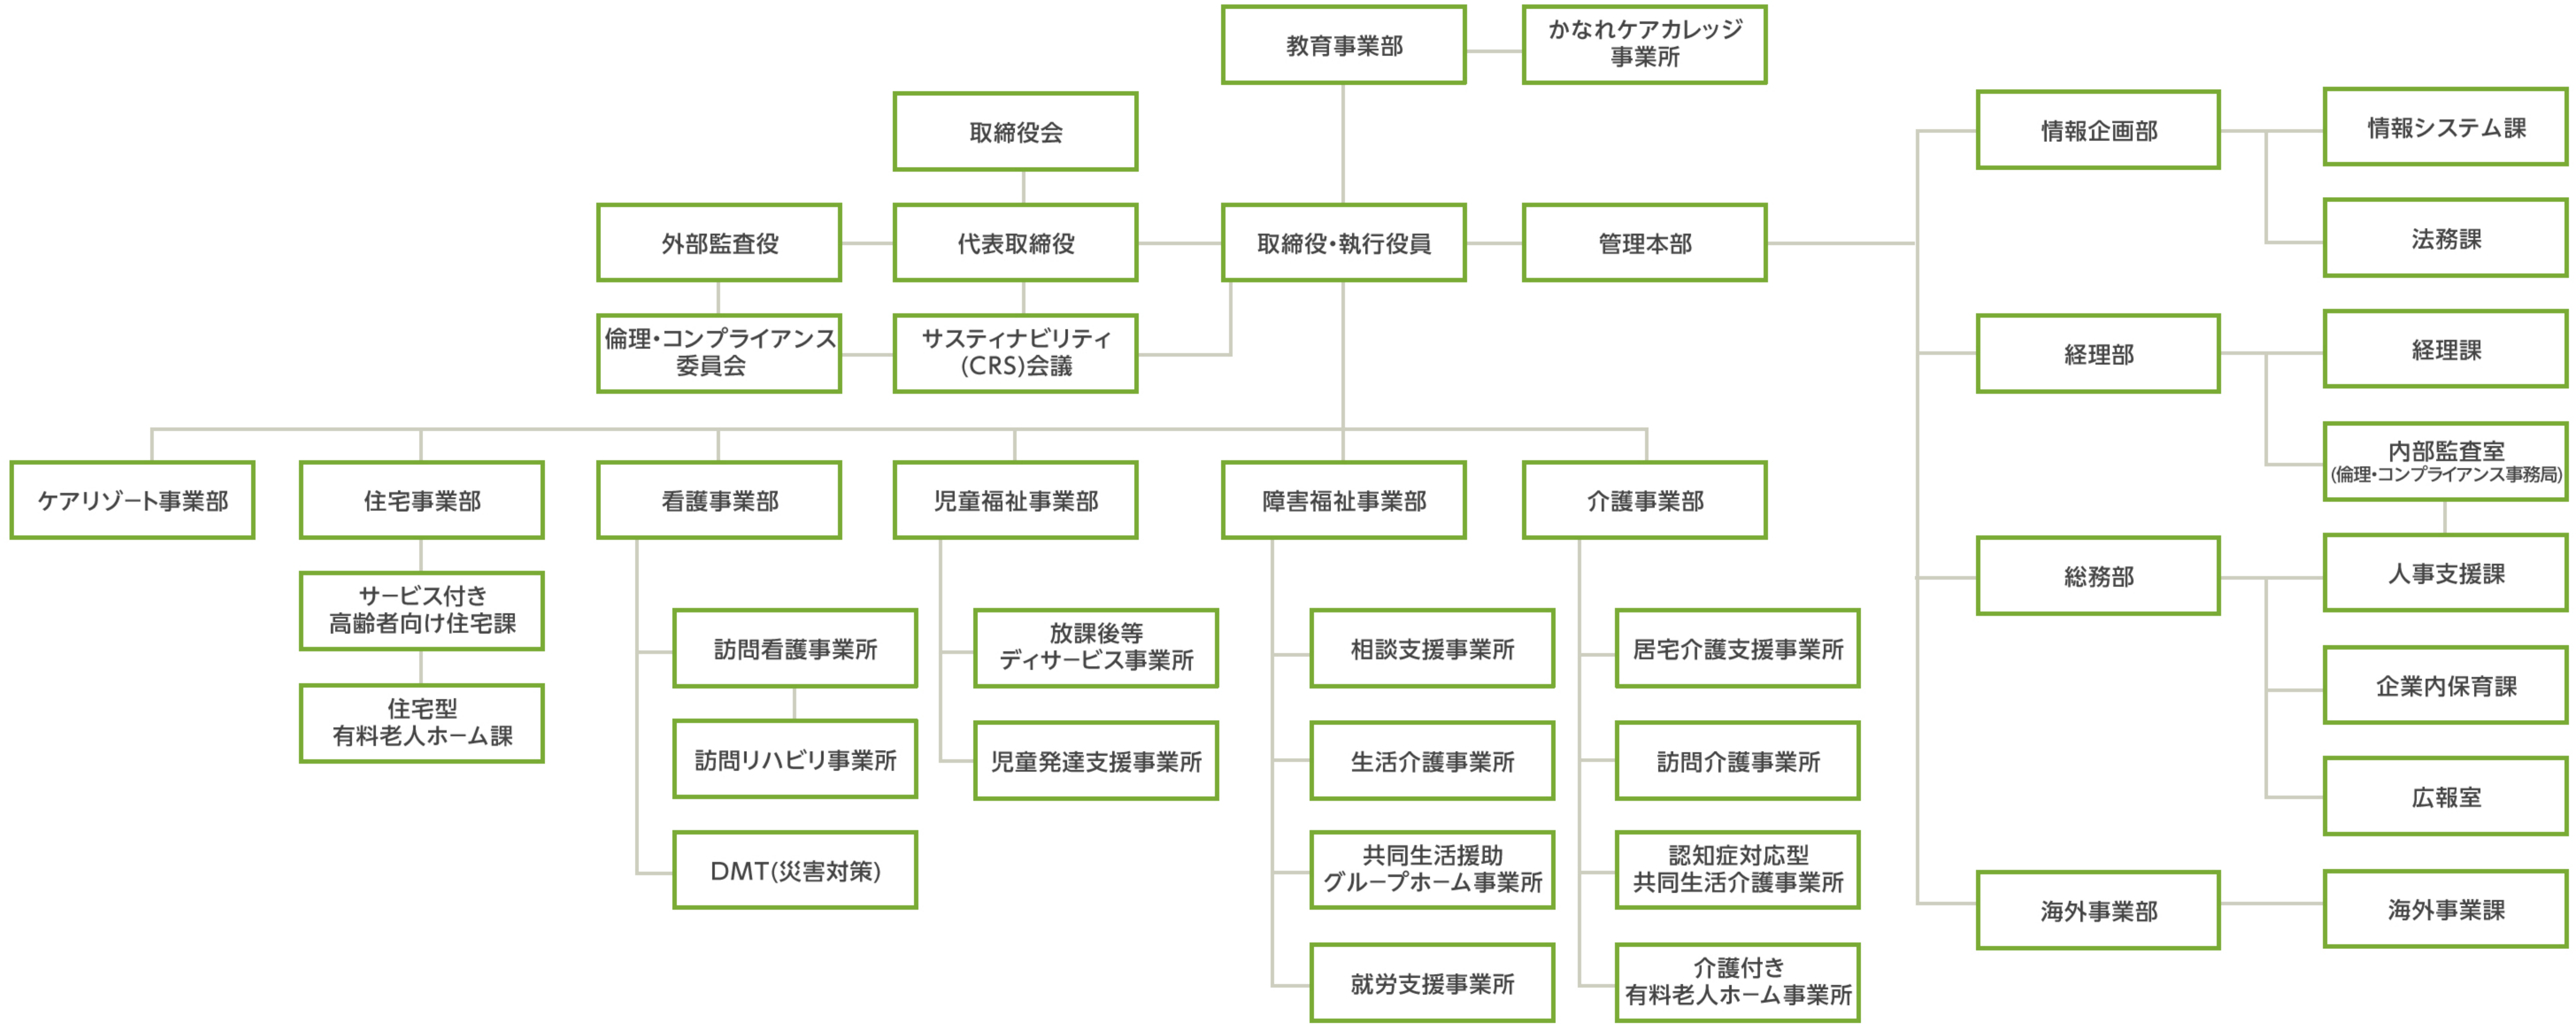 教育事業部
かなれケアカレッジ
事業所
取締役会
外部監査役
代表取締役
取締役・執行役員
管理本部
倫理・コンプライアンス
委員会
サスティナビリティ
(CRS)会議
情報企画部
情報システム課
法務課
経理部
経理課
内部監査室
(倫理・コンプライアンス事務局)
総務部
人事支援課
企業内保育課
広報室
海外事業部
海外事業課
ケアリゾート事業部
住宅事業部
サービス付き
高齢者向け住宅課
住宅型
有料老人ホーム課
看護事業部
訪問看護事業所
訪問リハビリ事業所
DMT(災害対策)
児童福祉事業部
放課後等
ディサービス事業所
児童発達支援事業所
障害福祉事業部
相談支援事業所
生活介護事業所
共同生活援助
グループホーム事業所
就労支援事業所
介護事業部
居宅介護支援事業所
訪問介護事業所
認知症対応型
共同生活介護事業所
介護付き
有料老人ホーム事業所